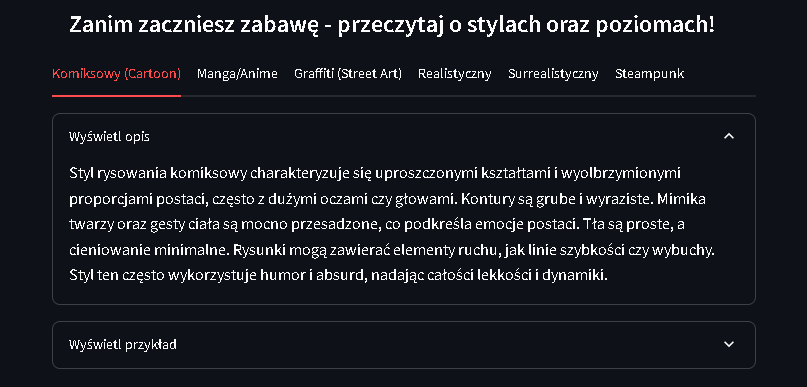 Zanim zaczniesz zabawę - przeczytaj o stylach oraz poziomach!
Komiksowy (Cartoon) Manga/Anime Graffiti (Street Art) Realistyczny Surrealistyczny Steampunk
Wyświetl opis
Styl rysowania komiksowy charakteryzuje się uproszczonymi kształtami i wyolbrzymionymi
proporcjami postaci, często z dużymi oczami czy głowami. Kontury są grube i wyraziste. Mimika
twarzy oraz gesty ciała są mocno przesadzone, co podkreśla emocje postaci. Tła są proste, a
cieniowanie minimalne. Rysunki mogą zawierać elementy ruchu, jak linie szybkości czy wybuchy.
Styl ten często wykorzystuje humor i absurd, nadając całości lekkości i dynamiki.
Wyświetl przykład